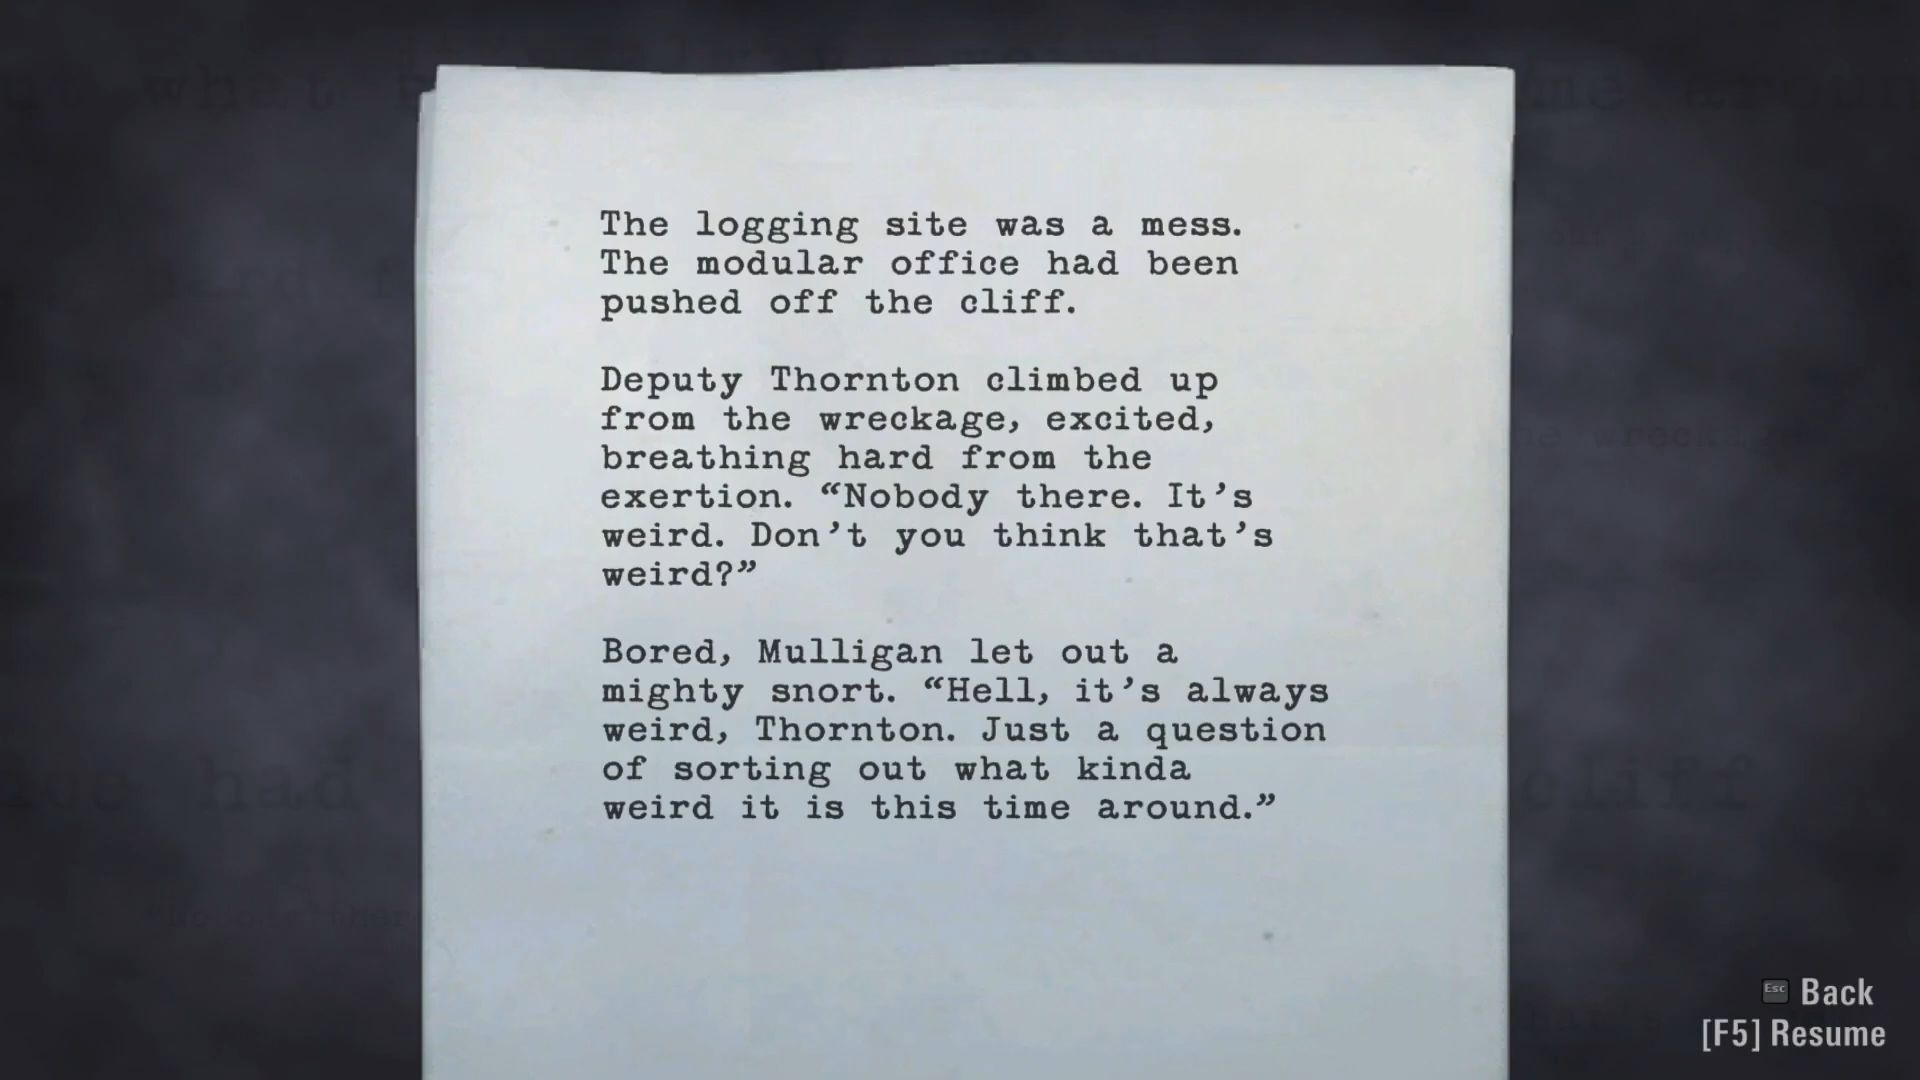 The logging site was a mess.
The modular office had been
pushed off the cliff.
Deputy Thornton climbed up
from the wreckage, excited,
breathing hard from the
exertion. “Nobody there. It’s
weird. Don’t you think that’s
weird?”
Bored, Mulligan let out a
mighty snort. “Hell, it’s always
weird, Thornton. Just a question
of sorting out what kinda
weird it is this time around.”
Esc Back
[F5] Resume